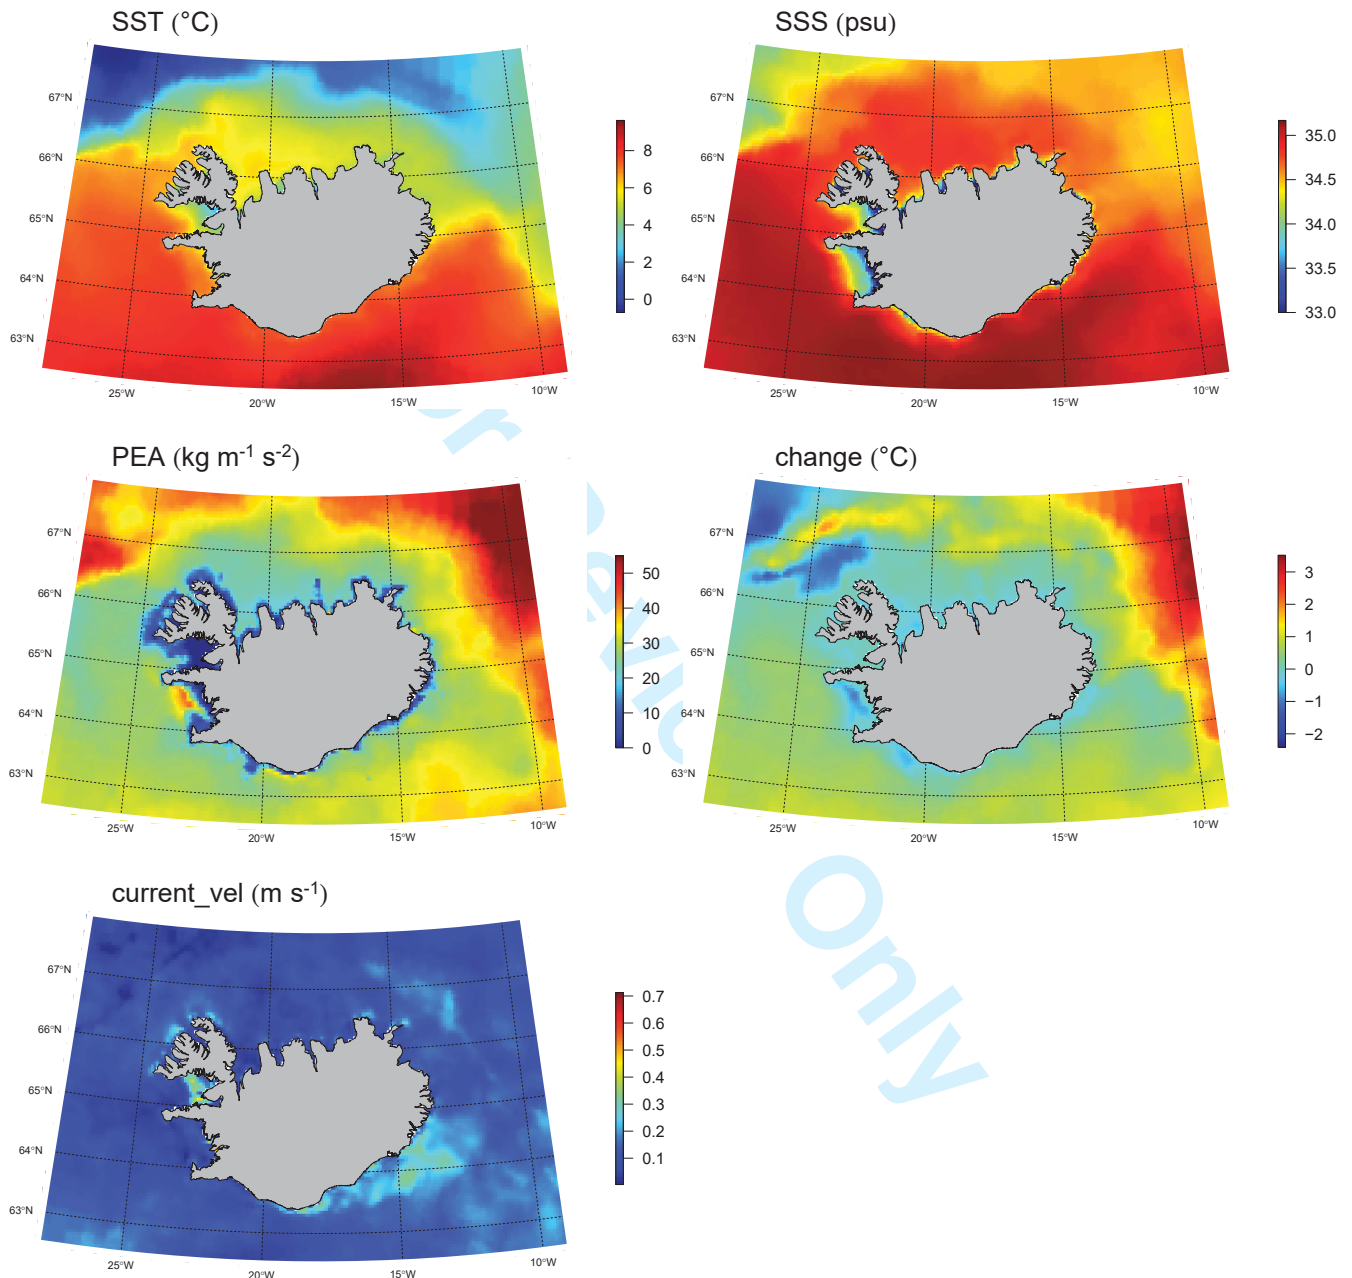 SST (°C)
67°N
66°N
65°N
64°N
63°N
25°W
20°W
15°W
10°W
8
6
4
2
0
SSS (psu)
67°N
66°N
65°N
64°N
63°N
25°W
20°W
15°W
10°W
35.0
34.5
34.0
33.5
33.0
PEA (kg m⁻¹ s⁻²)
67°N
66°N
65°N
64°N
63°N
25°W
20°W
15°W
10°W
50
40
30
20
10
0
change (°C)
67°N
66°N
65°N
64°N
63°N
25°W
20°W
15°W
10°W
3
2
1
0
−1
−2
current_vel (m s⁻¹)
67°N
66°N
65°N
64°N
63°N
25°W
20°W
15°W
10°W
0.7
0.6
0.5
0.4
0.3
0.2
0.1
Only